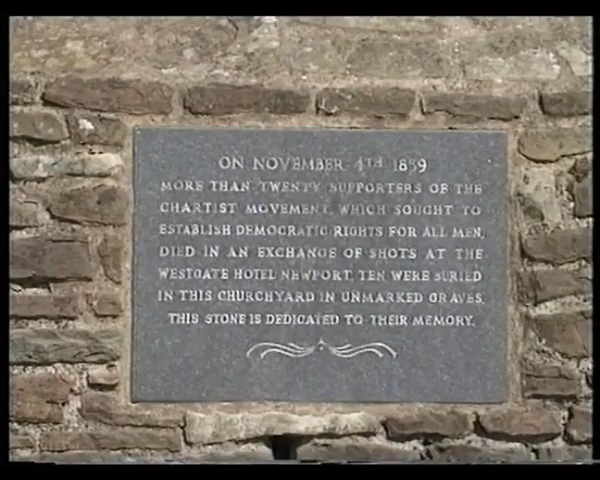 ON NOVEMBER 4TH 1839
MORE THAN TWENTY SUPPORTERS OF THE
CHARTIST MOVEMENT, WHICH SOUGHT TO
ESTABLISH DEMOCRATIC RIGHTS FOR ALL MEN,
DIED IN AN EXCHANGE OF SHOTS AT THE
WESTGATE HOTEL NEWPORT. TEN WERE BURIED
IN THIS CHURCHYARD IN UNMARKED GRAVES.
THIS STONE IS DEDICATED TO THEIR MEMORY.